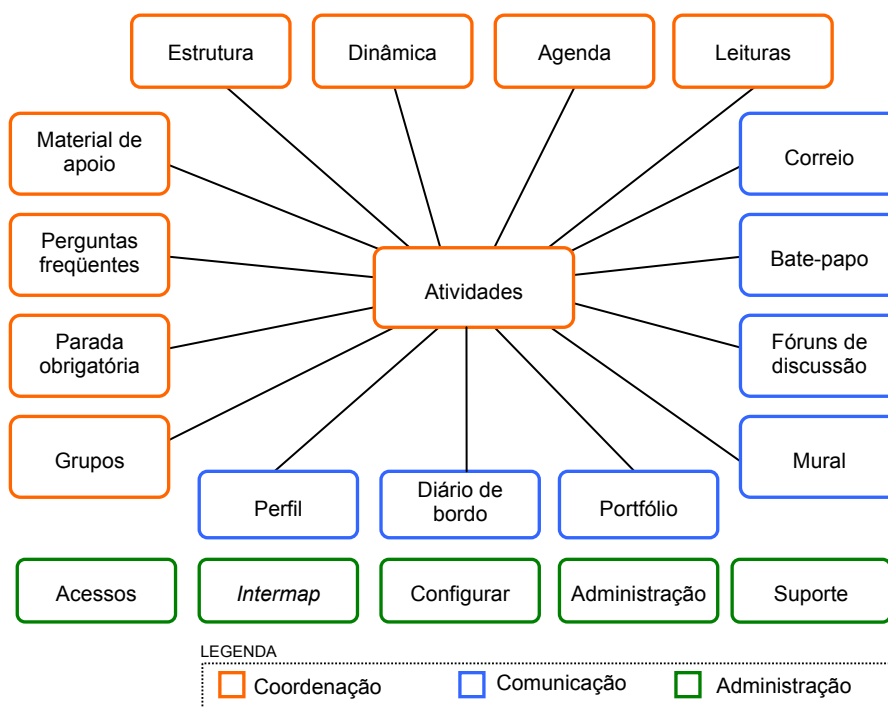 Estrutura
Dinâmica
Agenda
Leituras
Material de
apoio
Correio
Perguntas
freqüentes
Bate-papo
Atividades
Parada
obrigatória
Fóruns de
discussão
Grupos
Mural
Perfil
Diário de
bordo
Portfólio
Acessos
Intermap
Configurar
Administração
Suporte
LEGENDA
Coordenação
Comunicação
Administração